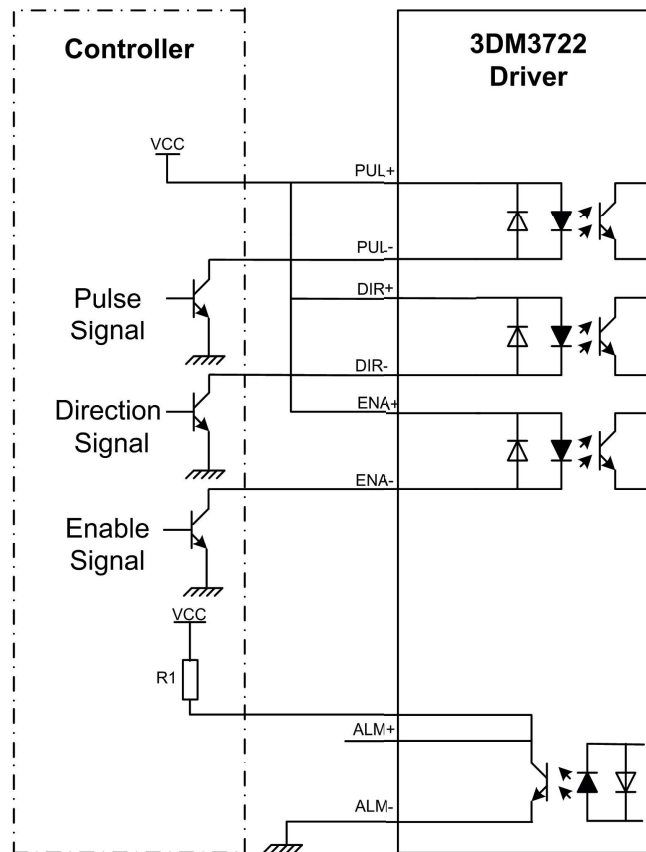 Controller
3DM3722
Driver
VCC
PUL+
PUL-
Pulse
Signal
DIR+
DIR-
Direction
Signal
ENA+
ENA-
Enable
Signal
VCC
R1
ALM+
ALM-